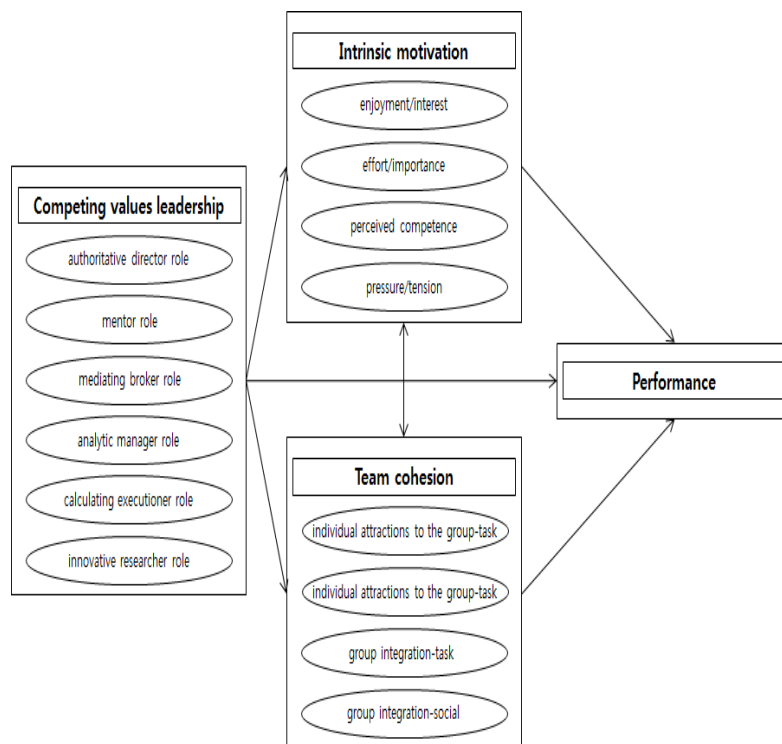 Competing values leadership
authoritative director role
mentor role
mediating broker role
analytic manager role
calculating executioner role
innovative researcher role
Intrinsic motivation
enjoyment/interest
effort/importance
perceived competence
pressure/tension
Team cohesion
individual attractions to the group-task
individual attractions to the group-task
group integration-task
group integration-social
Performance